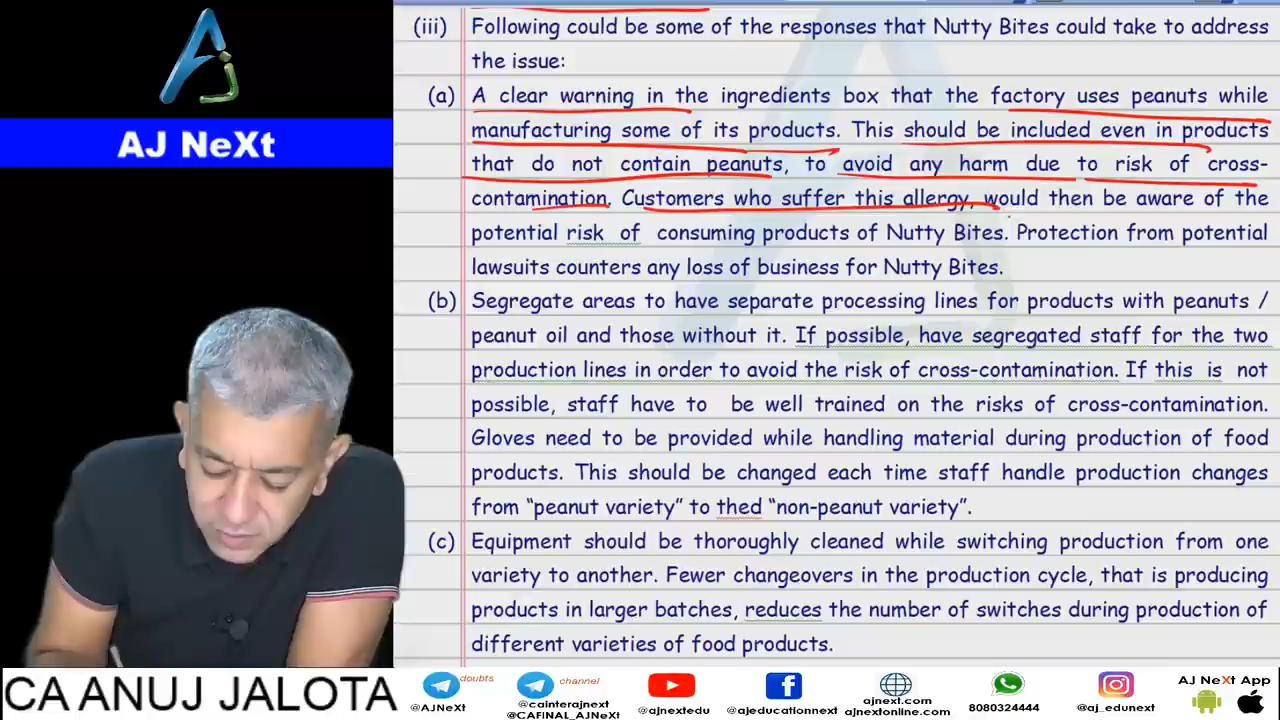 AJ NeXt
(iii) Following could be some of the responses that Nutty Bites could take to address
the issue:
(a) A clear warning in the ingredients box that the factory uses peanuts while
manufacturing some of its products. This should be included even in products
that do not contain peanuts, to avoid any harm due to risk of cross-
contamination. Customers who suffer this allergy, would then be aware of the
potential risk of consuming products of Nutty Bites. Protection from potential
lawsuits counters any loss of business for Nutty Bites.
(b) Segregate areas to have separate processing lines for products with peanuts /
peanut oil and those without it. If possible, have segregated staff for the two
production lines in order to avoid the risk of cross-contamination. If this is not
possible, staff have to be well trained on the risks of cross-contamination.
Gloves need to be provided while handling material during production of food
products. This should be changed each time staff handle production changes
from “peanut variety” to thed “non-peanut variety”.
(c) Equipment should be thoroughly cleaned while switching production from one
variety to another. Fewer changeovers in the production cycle, that is producing
products in larger batches, reduces the number of switches during production of
different varieties of food products.
CA ANUJ JALOTA
doubts
@AJNeXt
channel
@cainterajnext
@CAFINAL_AJNeXt
@ajnextedu
@ajeducationnext
ajnext.com
ajnextonline.com
8080324444
@aj_edunext
AJ NeXt App